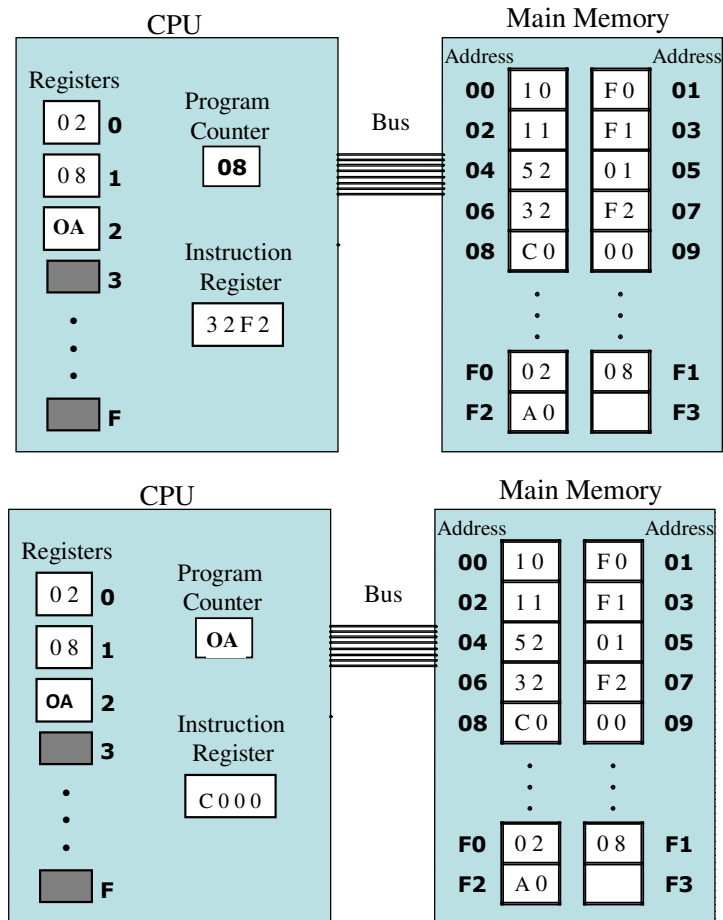 CPU
Main Memory
Registers
Program
Counter
08
Bus
Address
Address
0 2 0
0 8 1
OA 2
3
F
Instruction
Register
3 2 F 2
00 1 0 F 0 01
02 1 1 F 1 03
04 5 2 0 1 05
06 3 2 F 2 07
08 C 0 0 0 09
F0 0 2 0 8 F1
F2 A 0 F3
CPU
Main Memory
Registers
Program
Counter
OA
Bus
Address
Address
0 2 0
0 8 1
OA 2
3
F
Instruction
Register
C 0 0 0
00 1 0 F 0 01
02 1 1 F 1 03
04 5 2 0 1 05
06 3 2 F 2 07
08 C 0 0 0 09
F0 0 2 0 8 F1
F2 A 0 F3